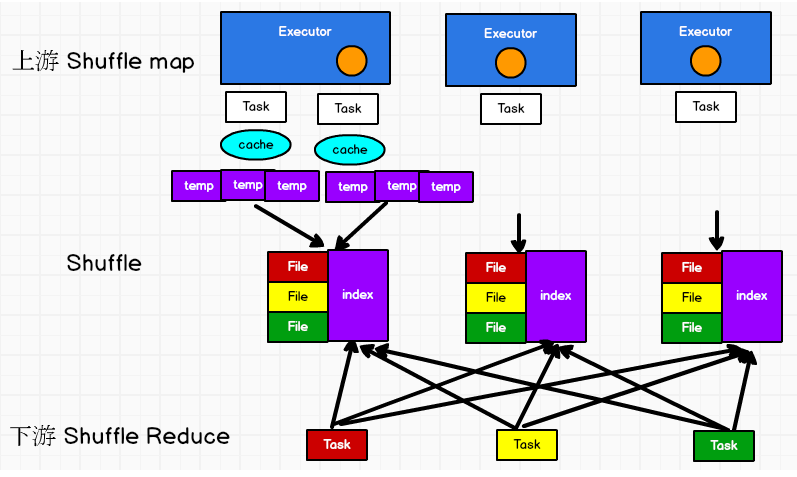 Executor
Executor
Executor
上游 Shuffle map
Task
Task
Task
Task
cache
cache
temp
temp
temp
temp
temp
temp
Shuffle
File
File
File
index
File
File
File
index
File
File
File
index
下游 Shuffle Reduce
Task
Task
Task